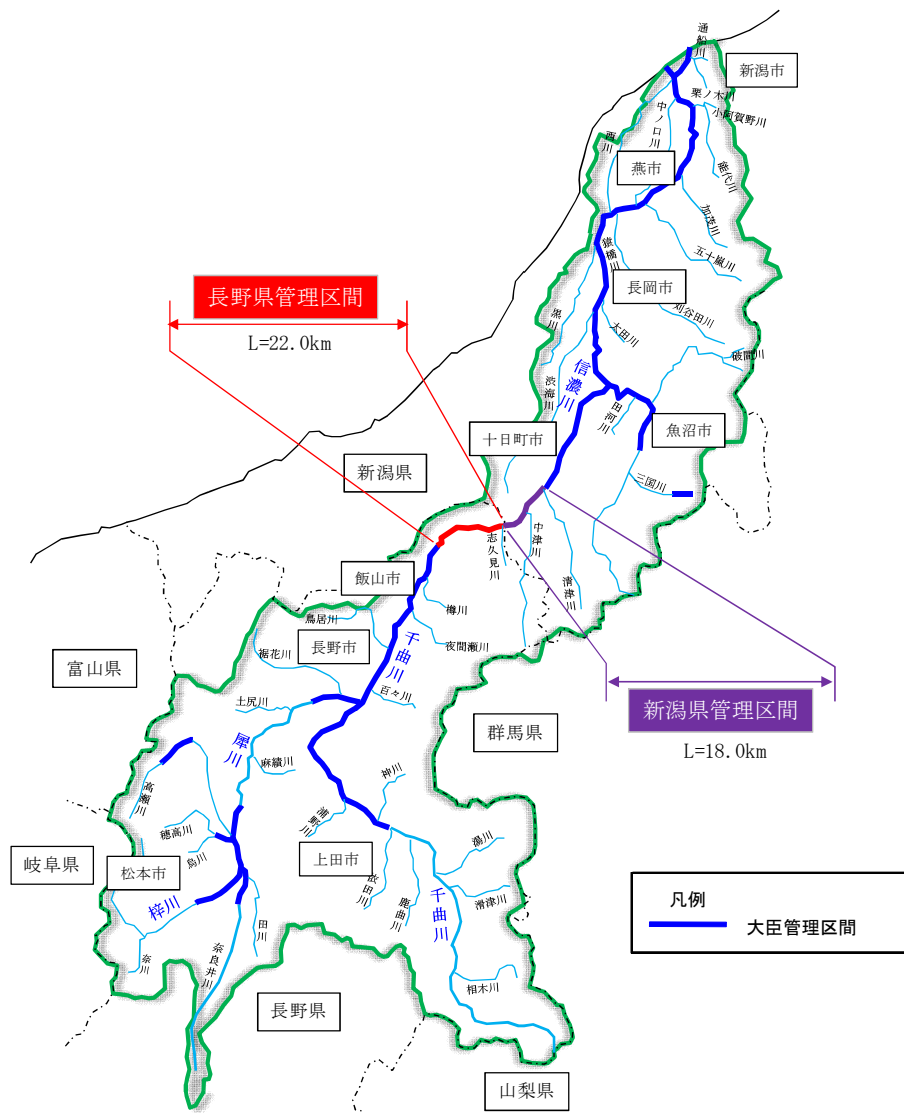 通船川
新潟市
栗ノ木川
小阿賀野川
中ノ口川
西川
燕市
能代川
加茂川
五十嵐川
猿橋川
長岡市
刈谷田川
黒川
太田川
破間川
渋海川
信濃川
田河川
魚沼市
十日町市
三国川
長野県管理区間
L=22.0km
新潟県
中津川
志久見川
清津川
飯山市
樽川
鳥居川
夜間瀬川
長野市
千曲川
裾花川
富山県
百々川
土尻川
新潟県管理区間
L=18.0km
群馬県
犀川
麻績川
神川
高瀬川
浦野川
穂高川
湯川
烏川
岐阜県
松本市
上田市
依田川
鹿曲川
千曲川
滑津川
凡例
大臣管理区間
梓川
田川
奈良井川
奈川
相木川
長野県
山梨県